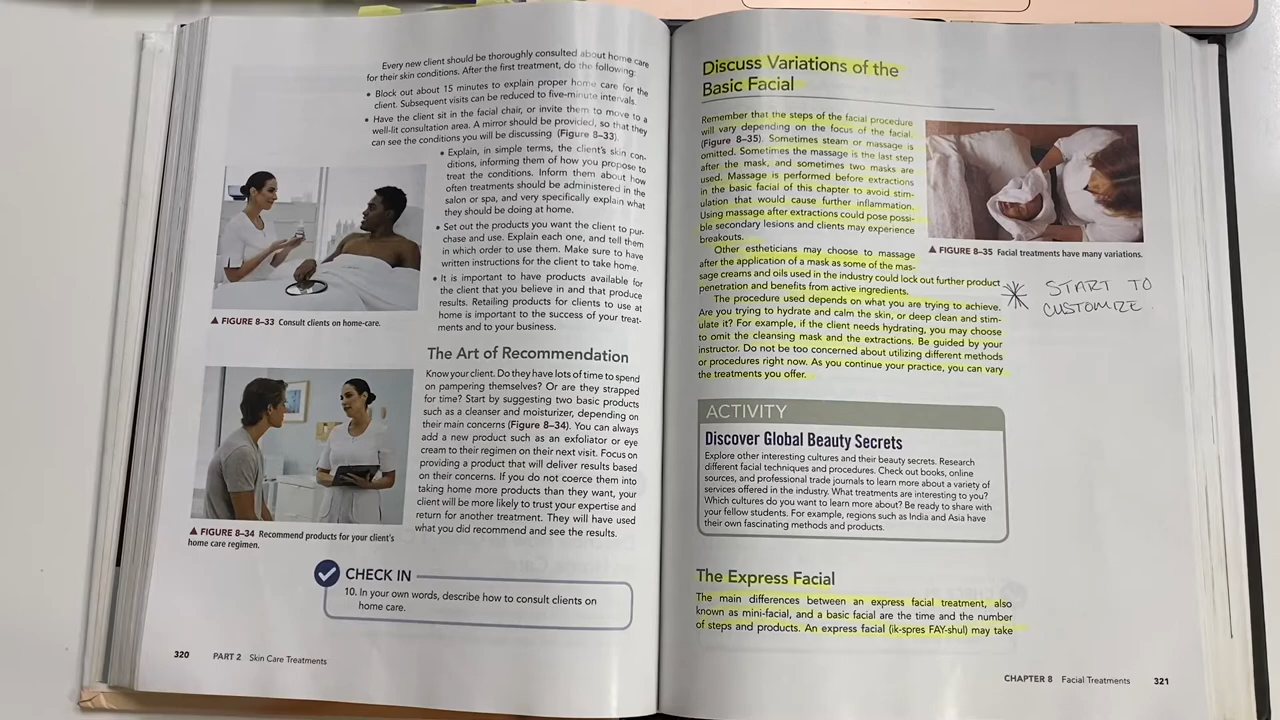 Every new client should be thoroughly consulted about home care
for their skin conditions. After the first treatment, do the following:
• Block out about 15 minutes to explain proper home care for the
client. Subsequent visits can be reduced to five-minute intervals.
• Have the client sit in the facial chair, or invite them to move to a
well-lit consultation area. A mirror should be provided, so that they
can see the conditions you will be discussing (Figure 8–33).
• Explain, in simple terms, the client's skin con-
ditions, informing them of how you propose to
treat the conditions. Inform them about how
often treatments should be administered in the
salon or spa, and very specifically explain what
they should be doing at home.
• Set out the products you want the client to pur-
chase and use. Explain each one, and tell them
in which order to use them. Make sure to have
written instructions for the client to take home.
• It is important to have products available for
the client that you believe in and that produce
results. Retailing products for clients to use at
home is important to the success of your treat-
ments and to your business.
▲ FIGURE 8–33 Consult clients on home-care.
The Art of Recommendation
Know your client. Do they have lots of time to spend
on pampering themselves? Or are they strapped
for time? Start by suggesting two basic products
such as a cleanser and moisturizer, depending on
their main concerns (Figure 8–34). You can always
add a new product such as an exfoliator or eye
cream to their regimen on their next visit. Focus on
providing a product that will deliver results based
on their concerns. If you do not coerce them into
taking home more products than they want, your
client will be more likely to trust your expertise and
return for another treatment. They will have used
what you did recommend and see the results.
▲ FIGURE 8–34 Recommend products for your client's
home care regimen.
CHECK IN
10. In your own words, describe how to consult clients on
home care.
320 PART 2 Skin Care Treatments
Discuss Variations of the
Basic Facial
Remember that the steps of the facial procedure
will vary depending on the focus of the facial.
(Figure 8–35). Sometimes steam or massage is
omitted. Sometimes the massage is the last step
after the mask, and sometimes two masks are
used. Massage is performed before extractions
in the basic facial of this chapter to avoid stim-
ulation that would cause further inflammation.
Using massage after extractions could pose possi-
ble secondary lesions and clients may experience
breakouts.
Other estheticians may choose to massage
after the application of a mask as some of the mas-
sage creams and oils used in the industry could lock out further product
penetration and benefits from active ingredients.
The procedure used depends on what you are trying to achieve.
Are you trying to hydrate and calm the skin, or deep clean and stim-
ulate it? For example, if the client needs hydrating, you may choose
to omit the cleansing mask and the extractions. Be guided by your
instructor. Do not be too concerned about utilizing different methods
or procedures right now. As you continue your practice, you can vary
the treatments you offer.
▲ FIGURE 8–35 Facial treatments have many variations.
START TO
CUSTOMIZE.
ACTIVITY
Discover Global Beauty Secrets
Explore other interesting cultures and their beauty secrets. Research
different facial techniques and procedures. Check out books, online
sources, and professional trade journals to learn more about a variety of
services offered in the industry. What treatments are interesting to you?
Which cultures do you want to learn more about? Be ready to share with
your fellow students. For example, regions such as India and Asia have
their own fascinating methods and products.
The Express Facial
The main differences between an express facial treatment, also
known as mini-facial, and a basic facial are the time and the number
of steps and products. An express facial (ik-spres FAY-shul) may take
CHAPTER 8 Facial Treatments 321